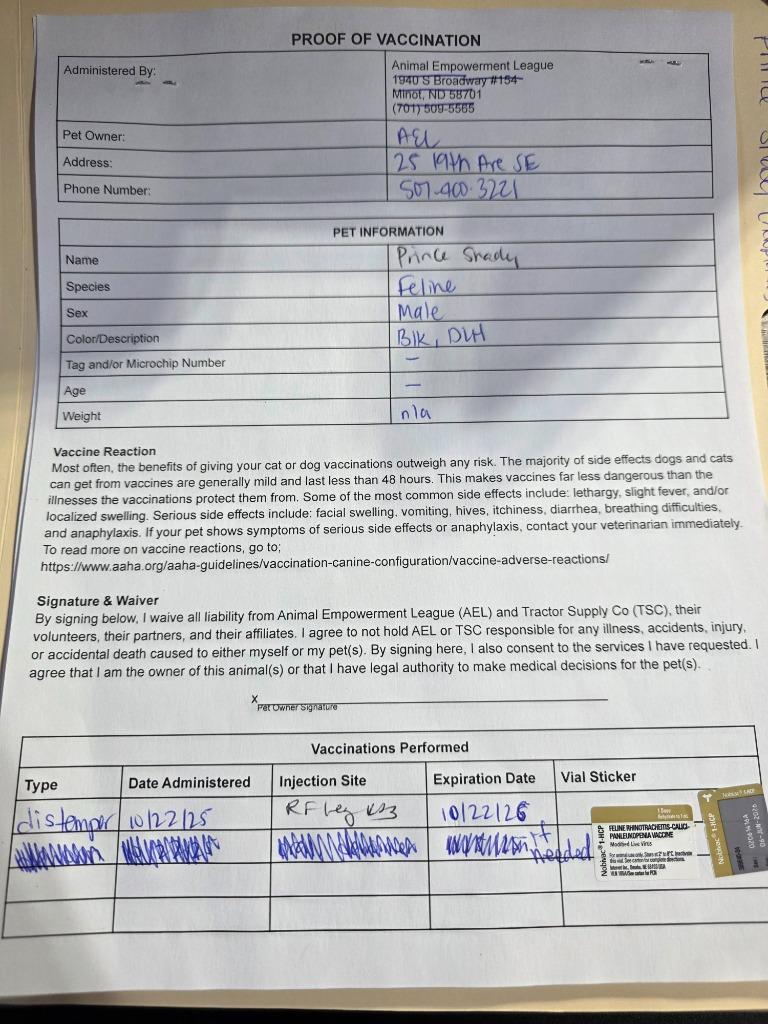 PROOF OF VACCINATION
Administered By:
Animal Empowerment League
1940 S Broadway #154
Minot, ND 58701
(701) 509-5565
Pet Owner: AEL
Address: 25 19th Ave SE
Phone Number: 507-400-3221
PET INFORMATION
Name Prince Shady
Species Feline
Sex Male
Color/Description Blk, DLH
Tag and/or Microchip Number —
Age —
Weight n/a
Vaccine Reaction
Most often, the benefits of giving your cat or dog vaccinations outweigh any risk. The majority of side effects dogs and cats
can get from vaccines are generally mild and last less than 48 hours. This makes vaccines far less dangerous than the
illnesses the vaccinations protect them from. Some of the most common side effects include: lethargy, slight fever, and/or
localized swelling. Serious side effects include: facial swelling, vomiting, hives, itchiness, diarrhea, breathing difficulties,
and anaphylaxis. If your pet shows symptoms of serious side effects or anaphylaxis, contact your veterinarian immediately.
To read more on vaccine reactions, go to;
https://www.aaha.org/aaha-guidelines/vaccination-canine-configuration/vaccine-adverse-reactions/
Signature & Waiver
By signing below, I waive all liability from Animal Empowerment League (AEL) and Tractor Supply Co (TSC), their
volunteers, their partners, and their affiliates. I agree to not hold AEL or TSC responsible for any illness, accidents, injury,
or accidental death caused to either myself or my pet(s). By signing here, I also consent to the services I have requested. I
agree that I am the owner of this animal(s) or that I have legal authority to make medical decisions for the pet(s).
X
Pet Owner Signature
Vaccinations Performed
Type Date Administered Injection Site Expiration Date Vial Sticker
distemper 10/22/25 RF leg 10/22/26
if needed
Nobivac® 1-HCP
1 Dose
FELINE RHINOTRACHEITIS-CALICI-
PANLEUKOPENIA VACCINE
Modified Live Virus
Nobivac® 1-HCP
Prince Shady